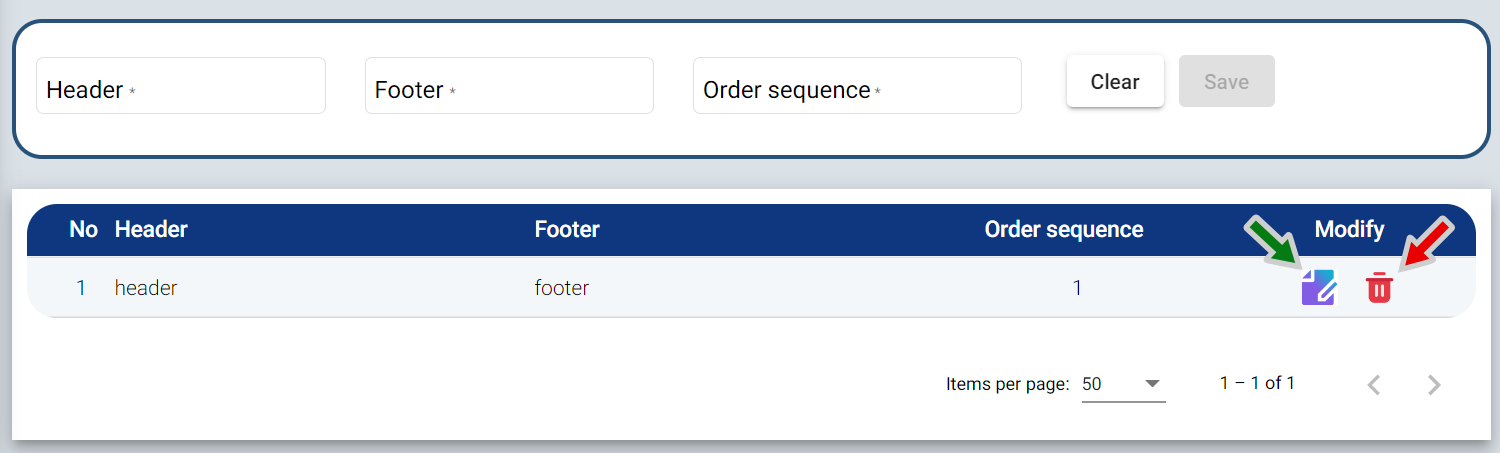 Header * Footer * Order sequence * Clear Save
No Header Footer Order sequence Modify
1 header footer 1
Items per page: 50 1 – 1 of 1